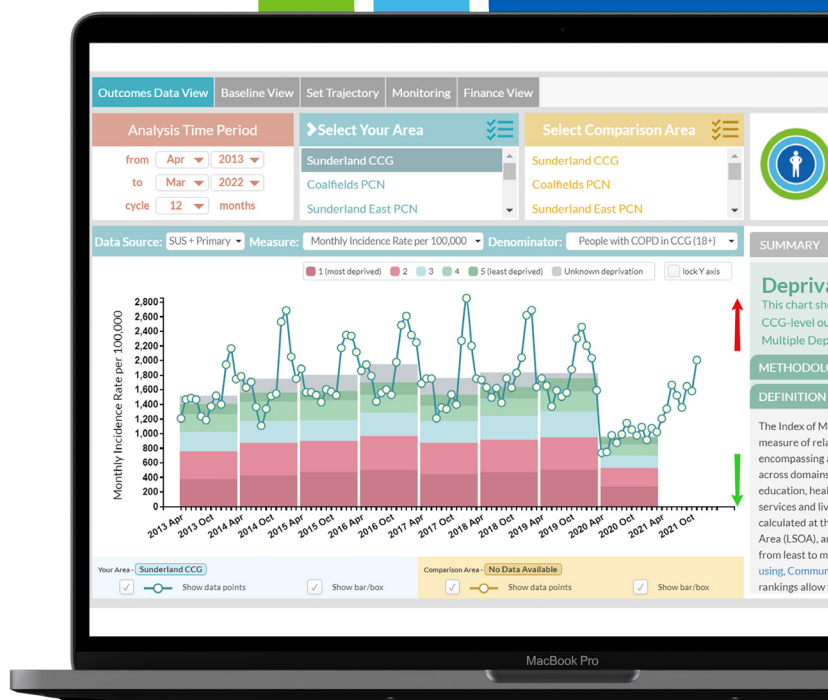 Outcomes Data View Baseline View Set Trajectory Monitoring Finance View
Analysis Time Period
from Apr 2013
to Mar 2022
cycle 12 months
Select Your Area
Sunderland CCG
Coalfields PCN
Sunderland East PCN
Select Comparison Area
Sunderland CCG
Coalfields PCN
Sunderland East PCN
Data Source: SUS + Primary Measure: Monthly Incidence Rate per 100,000 Denominator: People with COPD in CCG (18+)
1 (most deprived) 2 3 4 5 (least deprived) Unknown deprivation lock Y axis
Monthly Incidence Rate per 100,000
2,800
2,600
2,400
2,200
2,000
1,800
1,600
1,400
1,200
1,000
800
600
400
200
0
2013 Apr 2013 Oct 2014 Apr 2014 Oct 2015 Apr 2015 Oct 2016 Apr 2016 Oct 2017 Apr 2017 Oct 2018 Apr 2018 Oct 2019 Apr 2019 Oct 2020 Apr 2020 Oct 2021 Apr 2021 Oct
Your Area - Sunderland CCG
Show data points Show bar/box
Comparison Area - No Data Available
Show data points Show bar/box
SUMMARY
Depriva
This chart sh
CCG-level ou
Multiple Dep
METHODOLO
DEFINITION
The Index of M
measure of rela
encompassing a
across domains
education, heal
services and liv
calculated at th
Area (LSOA), a
from least to m
using, Commun
rankings allow
MacBook Pro